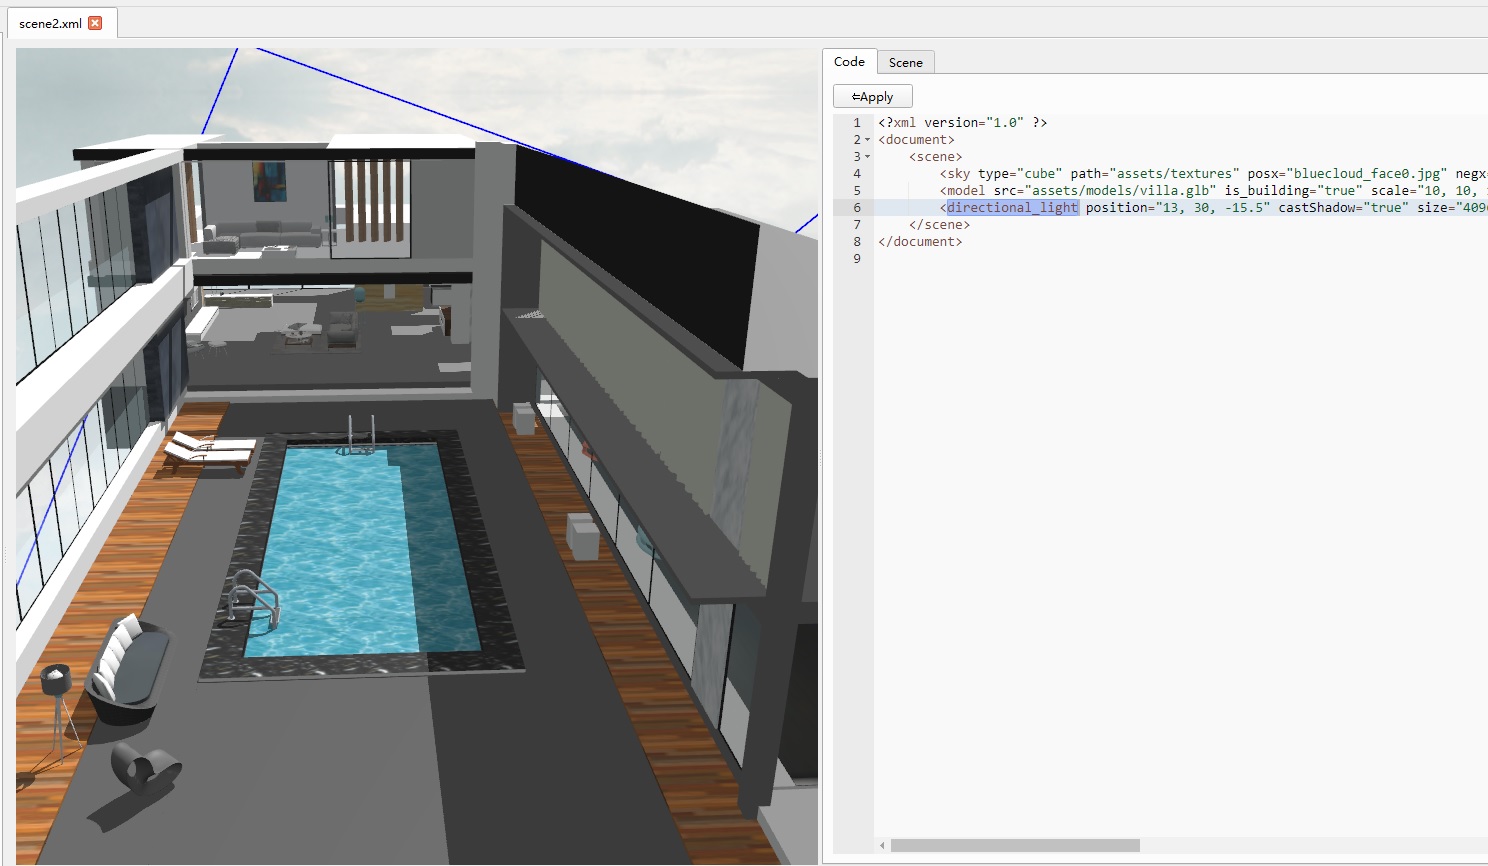 scene2.xml
Code
Scene
⇐Apply
1 <?xml version="1.0" ?>
2 <document>
3 <scene>
4 <sky type="cube" path="assets/textures" posx="bluecloud_face0.jpg" negx
5 <model src="assets/models/villa.glb" is_building="true" scale="10, 10,
6 <directional_light position="13, 30, -15.5" castShadow="true" size="409
7 </scene>
8 </document>
9